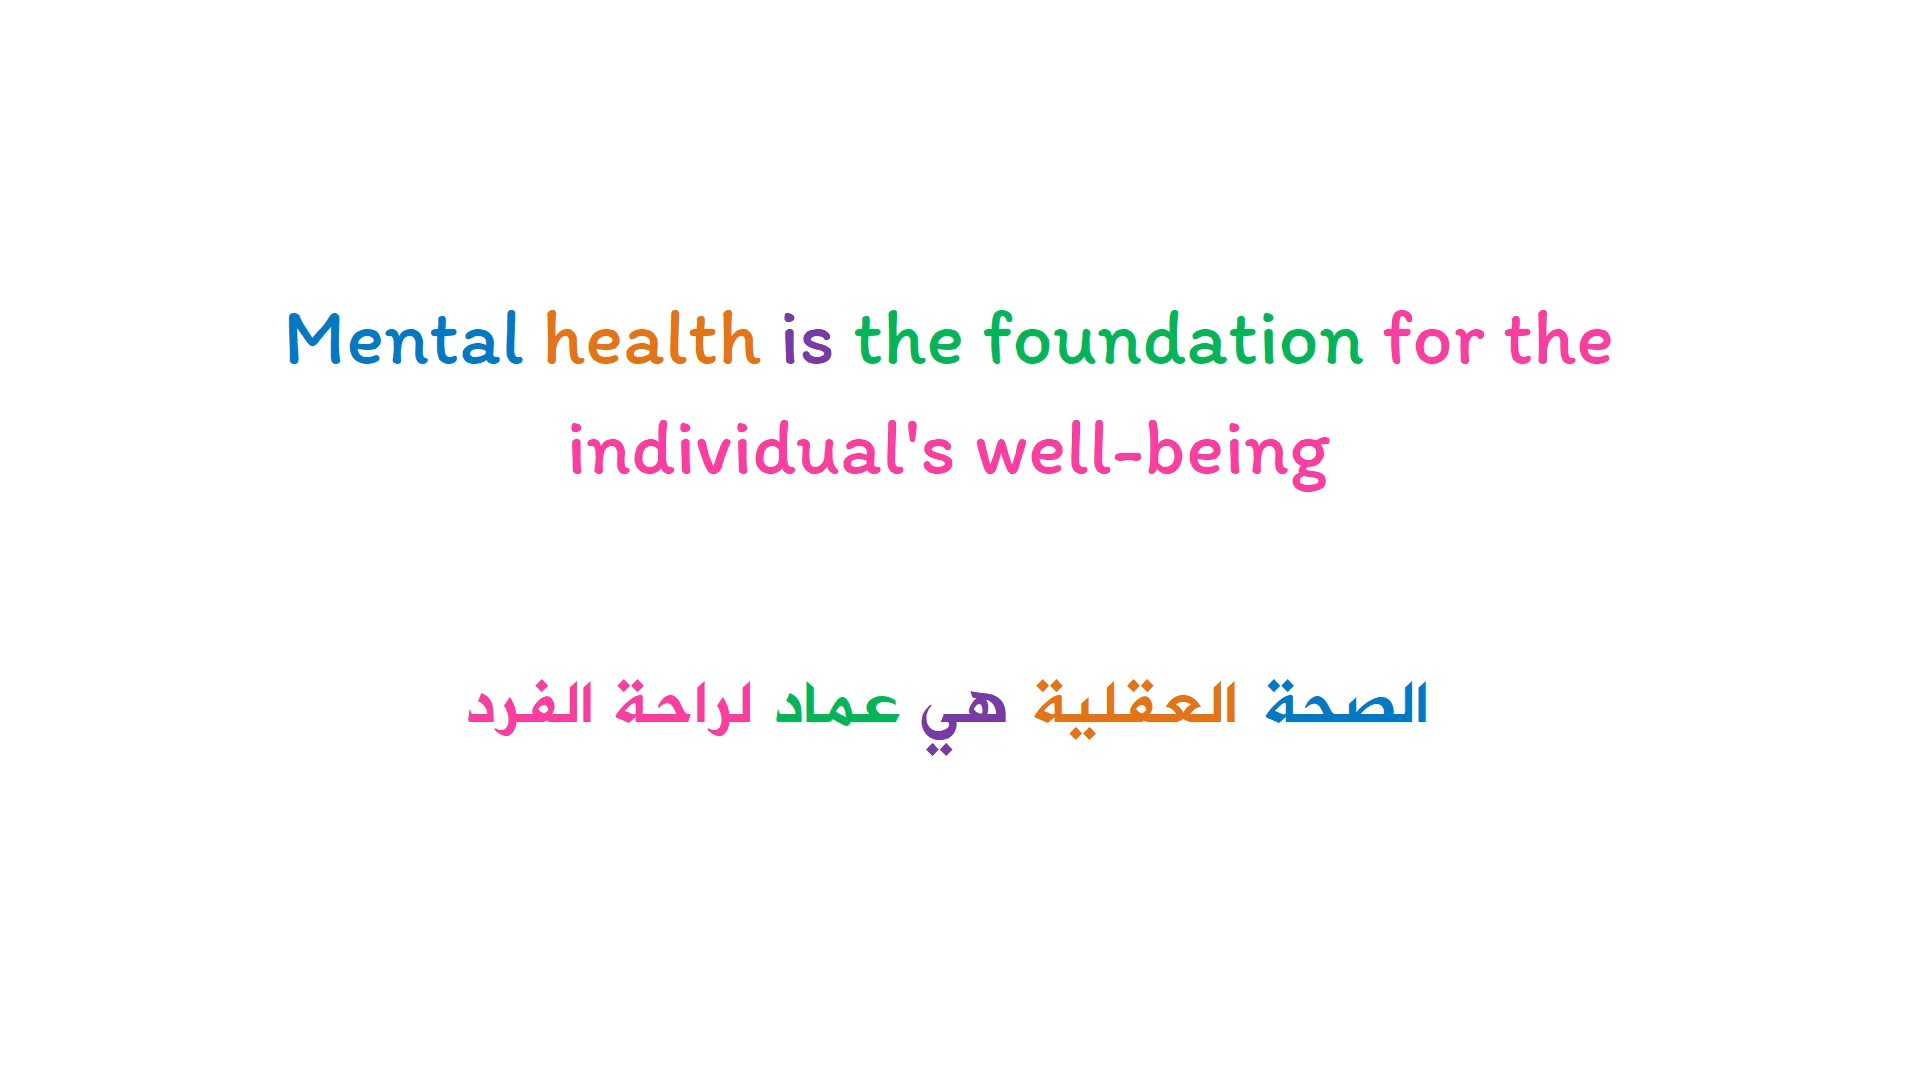 Mental health is the foundation for the
individual's well-being
الصحة العقلية هي عماد لراحة الفرد